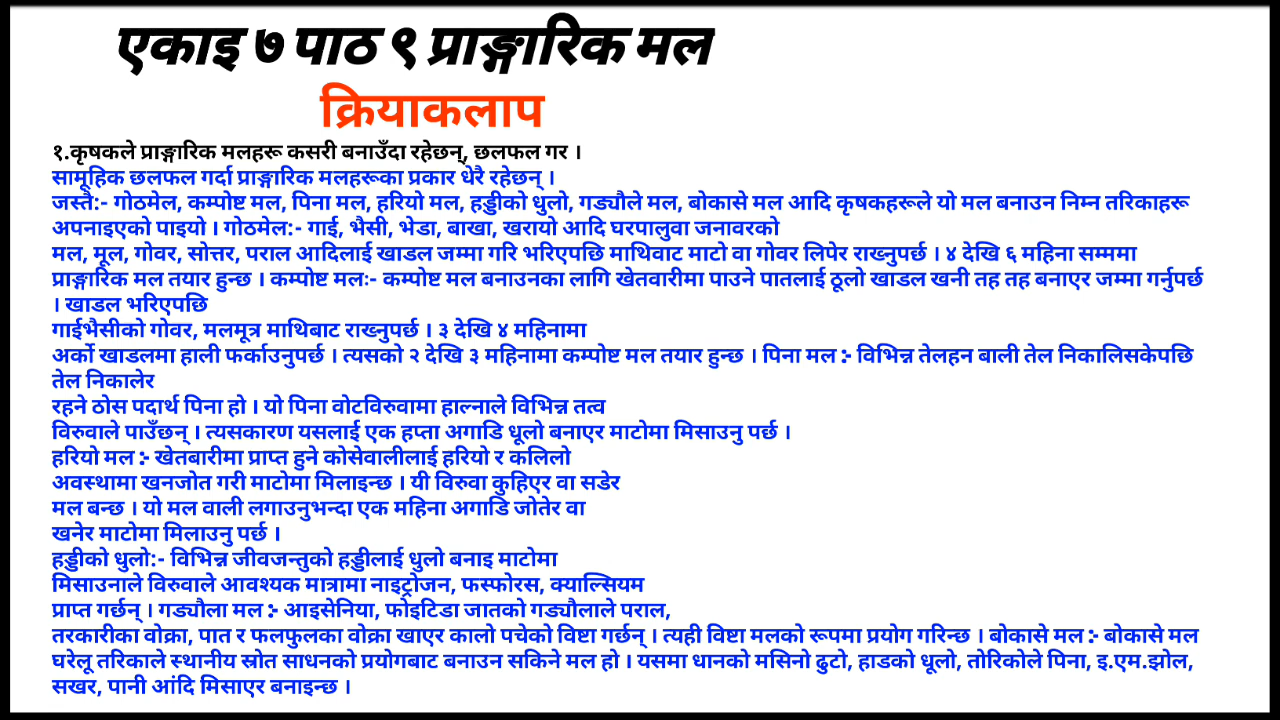 एकाइ ७ पाठ ९ प्राङ्गारिक मल
क्रियाकलाप
१.कृषकले प्राङ्गारिक मलहरू कसरी बनाउँदा रहेछन्, छलफल गर ।
सामूहिक छलफल गर्दा प्राङ्गारिक मलहरूका प्रकार धेरै रहेछन् ।
जस्तै:- गोठमेल, कम्पोष्ट मल, पिना मल, हरियो मल, हड्डीको धुलो, गड्यौले मल, बोकासे मल आदि कृषकहरूले यो मल बनाउन निम्न तरिकाहरू
अपनाइएको पाइयो । गोठमेल:- गाई, भैसी, भेडा, बाखा, खरायो आदि घरपालुवा जनावरको
मल, मूल, गोवर, सोत्तर, पराल आदिलाई खाडल जम्मा गरि भरिएपछि माथिवाट माटो वा गोवर लिपेर राख्नुपर्छ । ४ देखि ६ महिना सम्ममा
प्राङ्गारिक मल तयार हुन्छ । कम्पोष्ट मलः- कम्पोष्ट मल बनाउनका लागि खेतवारीमा पाउने पातलाई ठूलो खाडल खनी तह तह बनाएर जम्मा गर्नुपर्छ
। खाडल भरिएपछि
गाईभैसीको गोवर, मलमूत्र माथिबाट राख्नुपर्छ । ३ देखि ४ महिनामा
अर्को खाडलमा हाली फर्काउनुपर्छ । त्यसको २ देखि ३ महिनामा कम्पोष्ट मल तयार हुन्छ । पिना मल :- विभिन्न तेलहन बाली तेल निकालिसकेपछि
तेल निकालेर
रहने ठोस पदार्थ पिना हो । यो पिना वोटविरुवामा हाल्नाले विभिन्न तत्व
विरुवाले पाउँछन् । त्यसकारण यसलाई एक हप्ता अगाडि धूलो बनाएर माटोमा मिसाउनु पर्छ ।
हरियो मल :- खेतबारीमा प्राप्त हुने कोसेवालीलाई हरियो र कलिलो
अवस्थामा खनजोत गरी माटोमा मिलाइन्छ । यी विरुवा कुहिएर वा सडेर
मल बन्छ । यो मल वाली लगाउनुभन्दा एक महिना अगाडि जोतेर वा
खनेर माटोमा मिलाउनु पर्छ ।
हड्डीको धुलो:- विभिन्न जीवजन्तुको हड्डीलाई धुलो बनाइ माटोमा
मिसाउनाले विरुवाले आवश्यक मात्रामा नाइट्रोजन, फस्फोरस, क्याल्सियम
प्राप्त गर्छन् । गड्यौला मल :- आइसेनिया, फोइटिडा जातको गड्यौलाले पराल,
तरकारीका वोक्रा, पात र फलफुलका वोक्रा खाएर कालो पचेको विष्टा गर्छन् । त्यही विष्टा मलको रूपमा प्रयोग गरिन्छ । बोकासे मल :- बोकासे मल
घरेलू तरिकाले स्थानीय स्रोत साधनको प्रयोगबाट बनाउन सकिने मल हो । यसमा धानको मसिनो ढुटो, हाडको धूलो, तोरिकोले पिना, इ.एम.झोल,
सखर, पानी आंदि मिसाएर बनाइन्छ ।